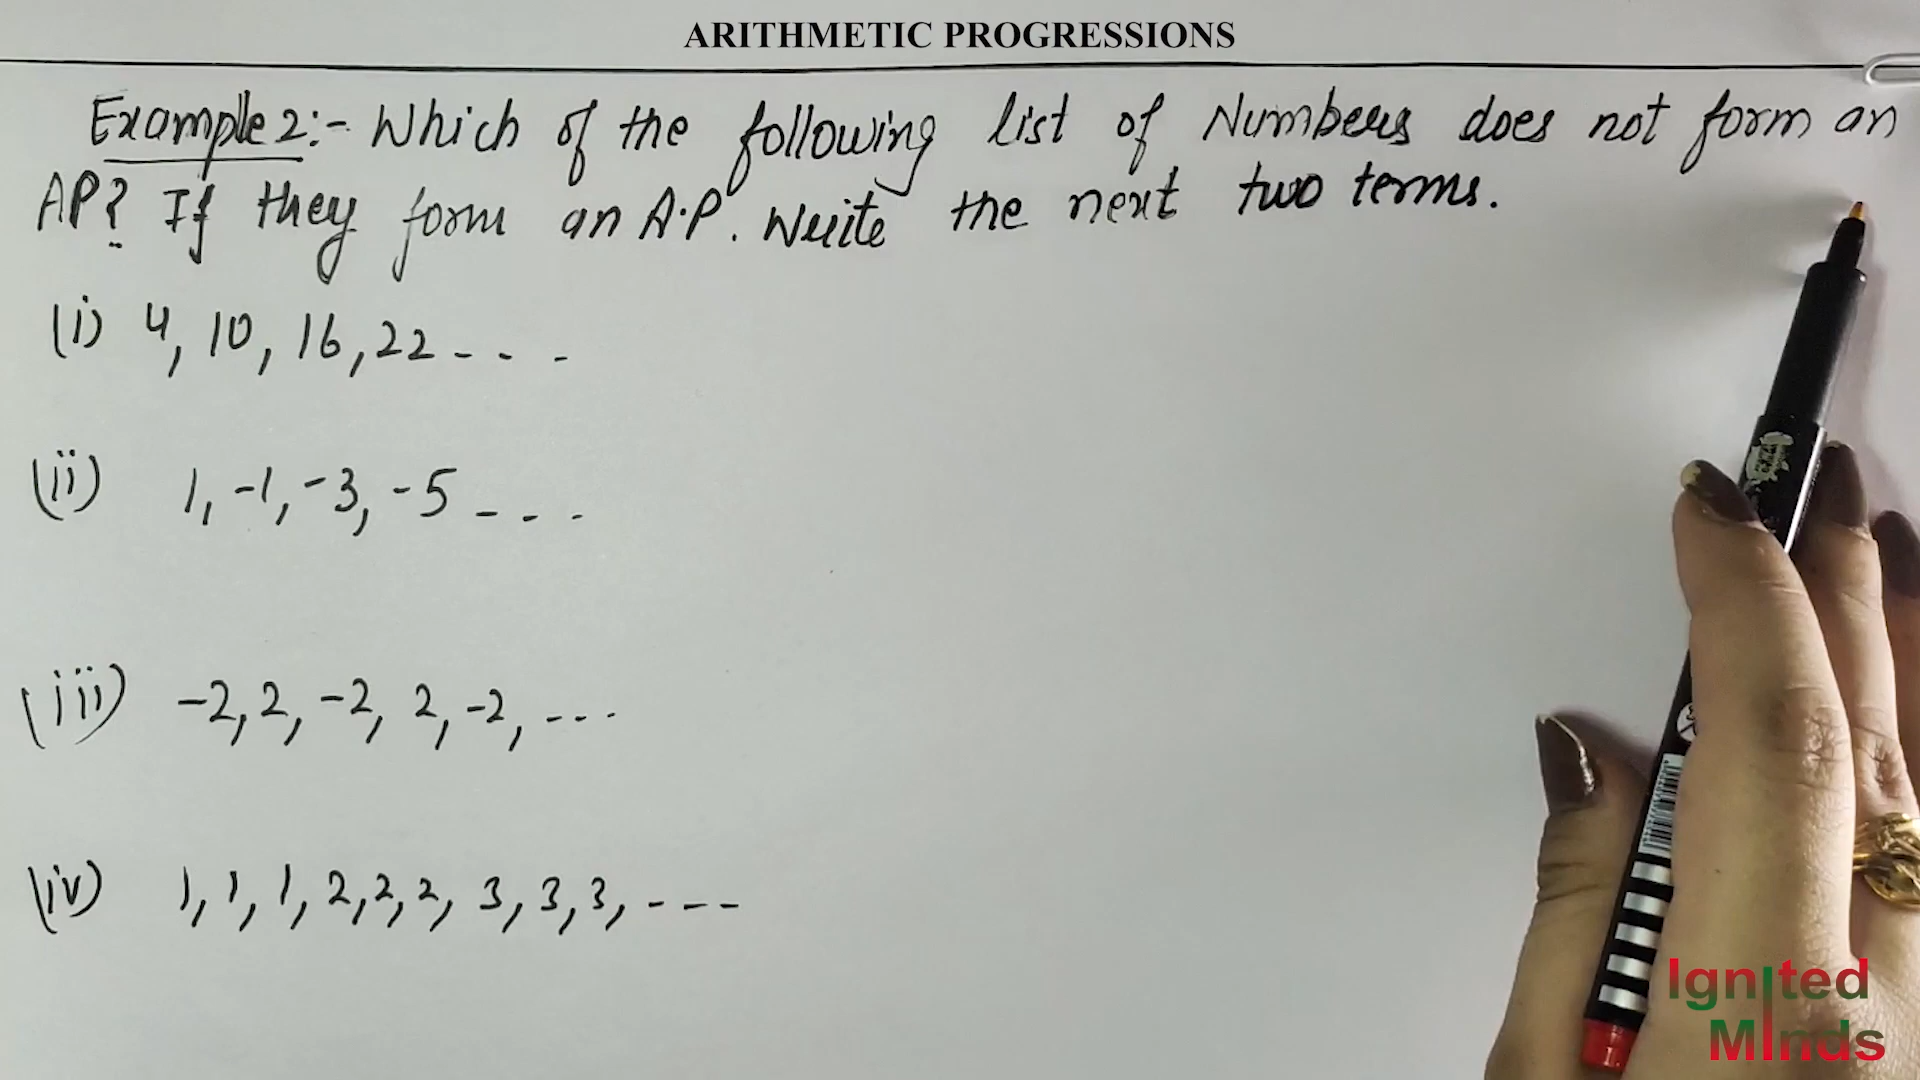 ARITHMETIC PROGRESSIONS
Example 2:- Which of the following list of Numbers does not form an
AP? If they form an A.P. Write the next two terms.
(i) 4, 10, 16, 22 - - -
(ii) 1, -1, -3, -5 - - -
(iii) -2, 2, -2, 2, -2, ---
(iv) 1, 1, 1, 2, 2, 2, 3, 3, 3, ---
Ignited
Minds